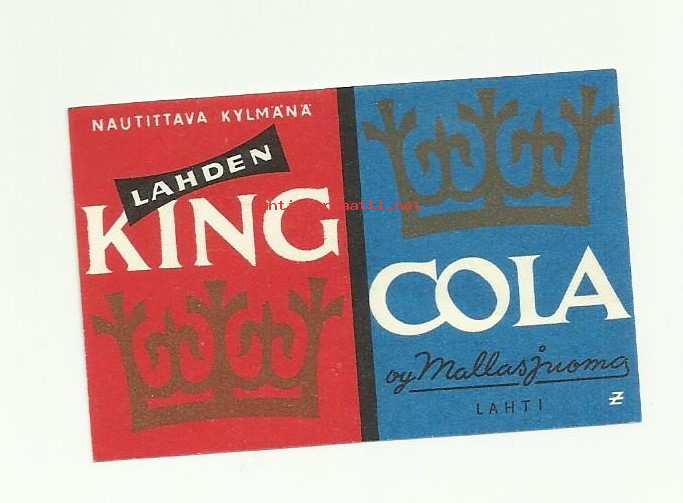 NAUTITTAVA KYLMÄNÄ
LAHDEN
KING
COLA
oy Mallasjuoma
LAHTI